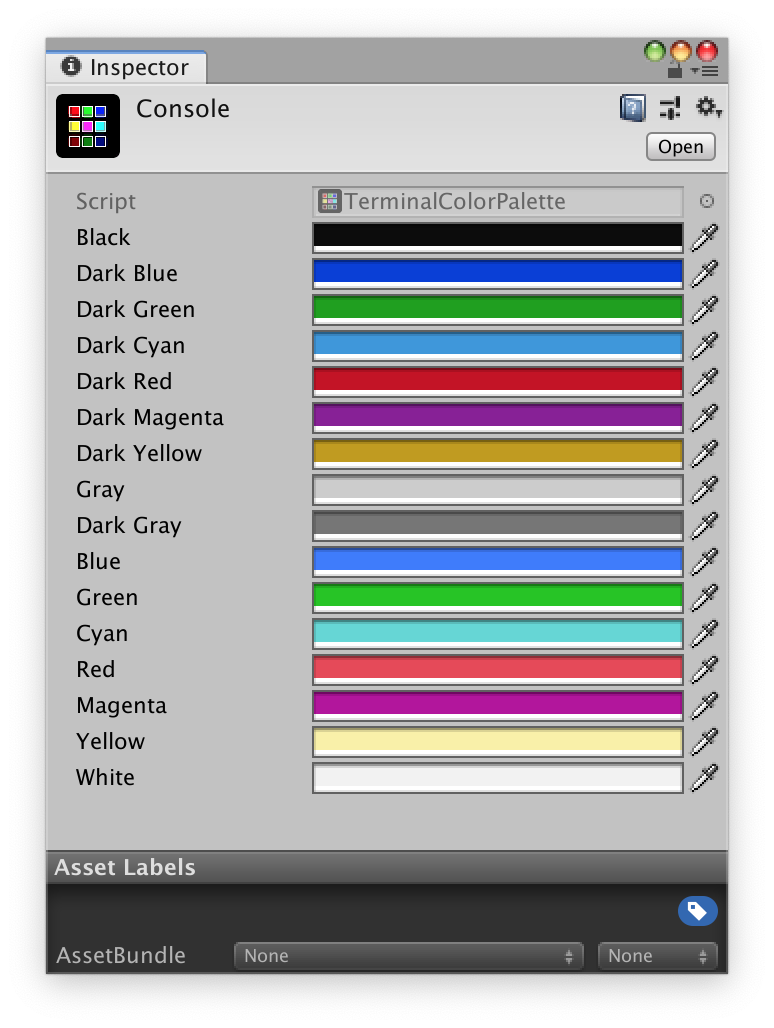 Inspector
Console
Open
Script TerminalColorPalette
Black
Dark Blue
Dark Green
Dark Cyan
Dark Red
Dark Magenta
Dark Yellow
Gray
Dark Gray
Blue
Green
Cyan
Red
Magenta
Yellow
White
Asset Labels
AssetBundle None None